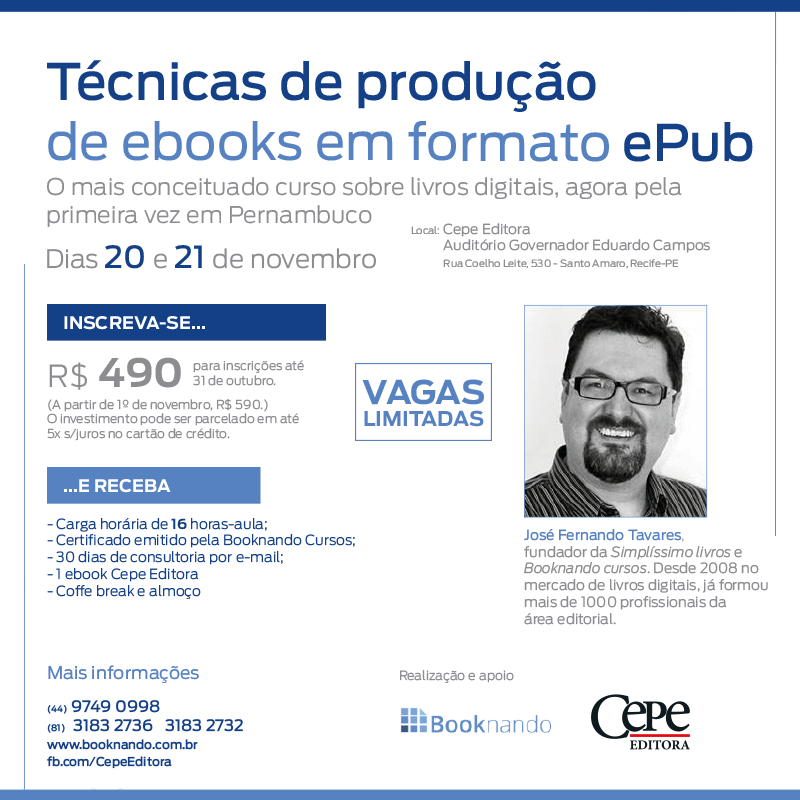 Técnicas de produção
de ebooks em formato ePub
O mais conceituado curso sobre livros digitais, agora pela
primeira vez em Pernambuco
Dias 20 e 21 de novembro
Local: Cepe Editora
Auditório Governador Eduardo Campos
Rua Coelho Leite, 530 - Santo Amaro, Recife-PE
INSCREVA-SE...
R$ 490 para inscrições até
31 de outubro.
(A partir de 1º de novembro, R$ 590.)
O investimento pode ser parcelado em até
5x s/juros no cartão de crédito.
VAGAS
LIMITADAS
...E RECEBA
- Carga horária de 16 horas-aula;
- Certificado emitido pela Booknando Cursos;
- 30 dias de consultoria por e-mail;
- 1 ebook Cepe Editora
- Coffe break e almoço
José Fernando Tavares,
fundador da Simplíssimo livros e
Booknando cursos. Desde 2008 no
mercado de livros digitais, já formou
mais de 1000 profissionais da
área editorial.
Mais informações
(44) 9749 0998
(81) 3183 2736 3183 2732
www.booknando.com.br
fb.com/CepeEditora
Realização e apoio
Booknando
CEPE
EDITORA